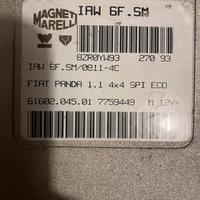 MAGNETI
MARELLI
IAW 6F.SM
8ZR0YW93 270 93
IAW 6F.SM/0811-4C
FIAT PANDA 1.1 4x4 SPI ECO
61602.045.01 7759449 M 12V-